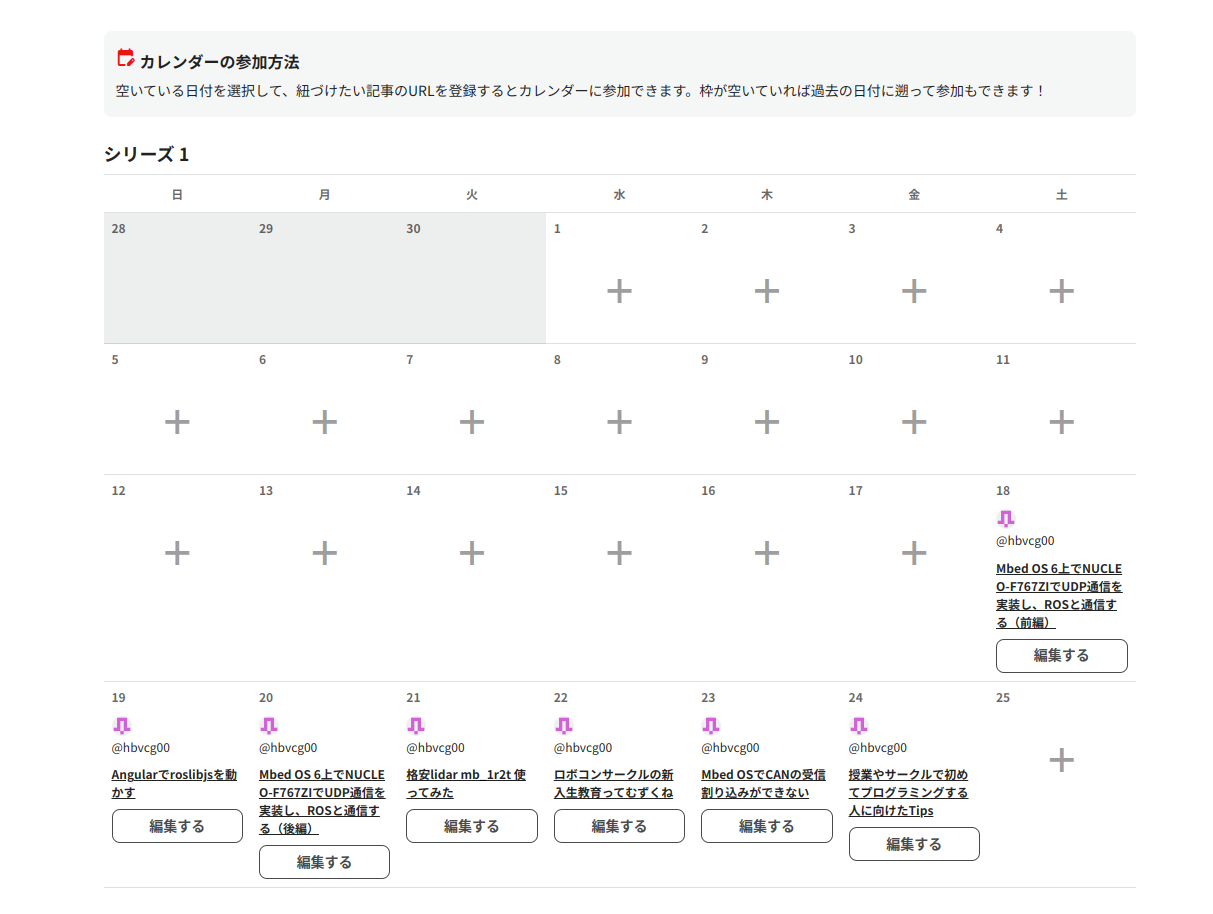 カレンダーの参加方法
空いている日付を選択して、紐づけたい記事のURLを登録するとカレンダーに参加できます。枠が空いていれば過去の日付に遡って参加もできます！
シリーズ 1
日 月 火 水 木 金 土
28 29 30 1 2 3 4
5 6 7 8 9 10 11
12 13 14 15 16 17 18
@hbvcg00
Mbed OS 6上でNUCLE
O-F767ZIでUDP通信を
実装し、ROSと通信す
る（前編）
編集する
19
@hbvcg00
Angularでroslibjsを動
かす
編集する
20
@hbvcg00
Mbed OS 6上でNUCLE
O-F767ZIでUDP通信を
実装し、ROSと通信す
る（後編）
編集する
21
@hbvcg00
格安lidar mb_1r2t 使
ってみた
編集する
22
@hbvcg00
ロボコンサークルの新
入生教育ってむずくね
編集する
23
@hbvcg00
Mbed OSでCANの受信
割り込みができない
編集する
24
@hbvcg00
授業やサークルで初め
てプログラミングする
人に向けたTips
編集する
25